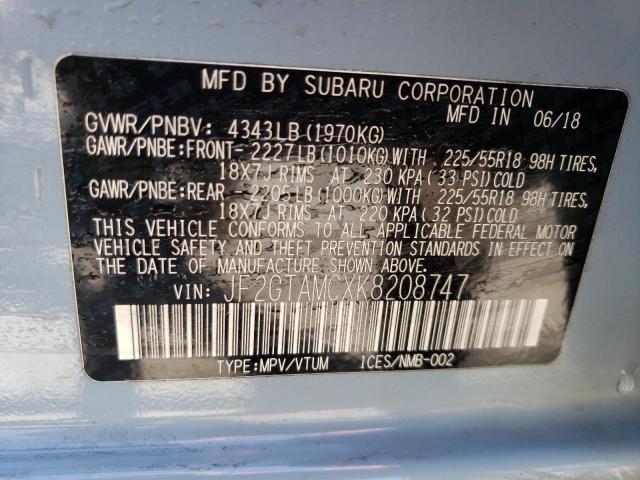 MFD BY SUBARU CORPORATION
MFD IN 06/18
GVWR/PNBV: 4343LB(1970KG)
GAWR/PNBE:FRONT- 2227LB(1010KG)WITH 225/55R18 98H TIRES,
18X7J RIMS AT 230 KPA (33 PSI)COLD
GAWR/PNBE:REAR - 2205LB(1000KG)WITH 225/55R18 98H TIRES,
18X7J RIMS AT 220 KPA (32 PSI)COLD
THIS VEHICLE CONFORMS TO ALL APPLICABLE FEDERAL MOTOR
VEHICLE SAFETY AND THEFT PREVENTION STANDARDS IN EFFECT ON
THE DATE OF MANUFACTURE SHOWN ABOVE.
VIN: JF2GTAMCXK8208747
TYPE:MPV/VTUM ICES/NMB-002